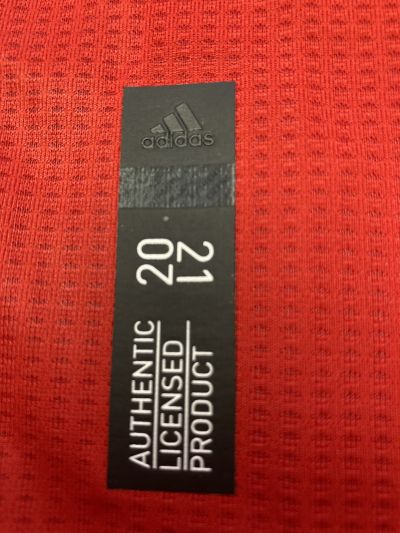 adidas
20
21
AUTHENTIC
LICENSED
PRODUCT